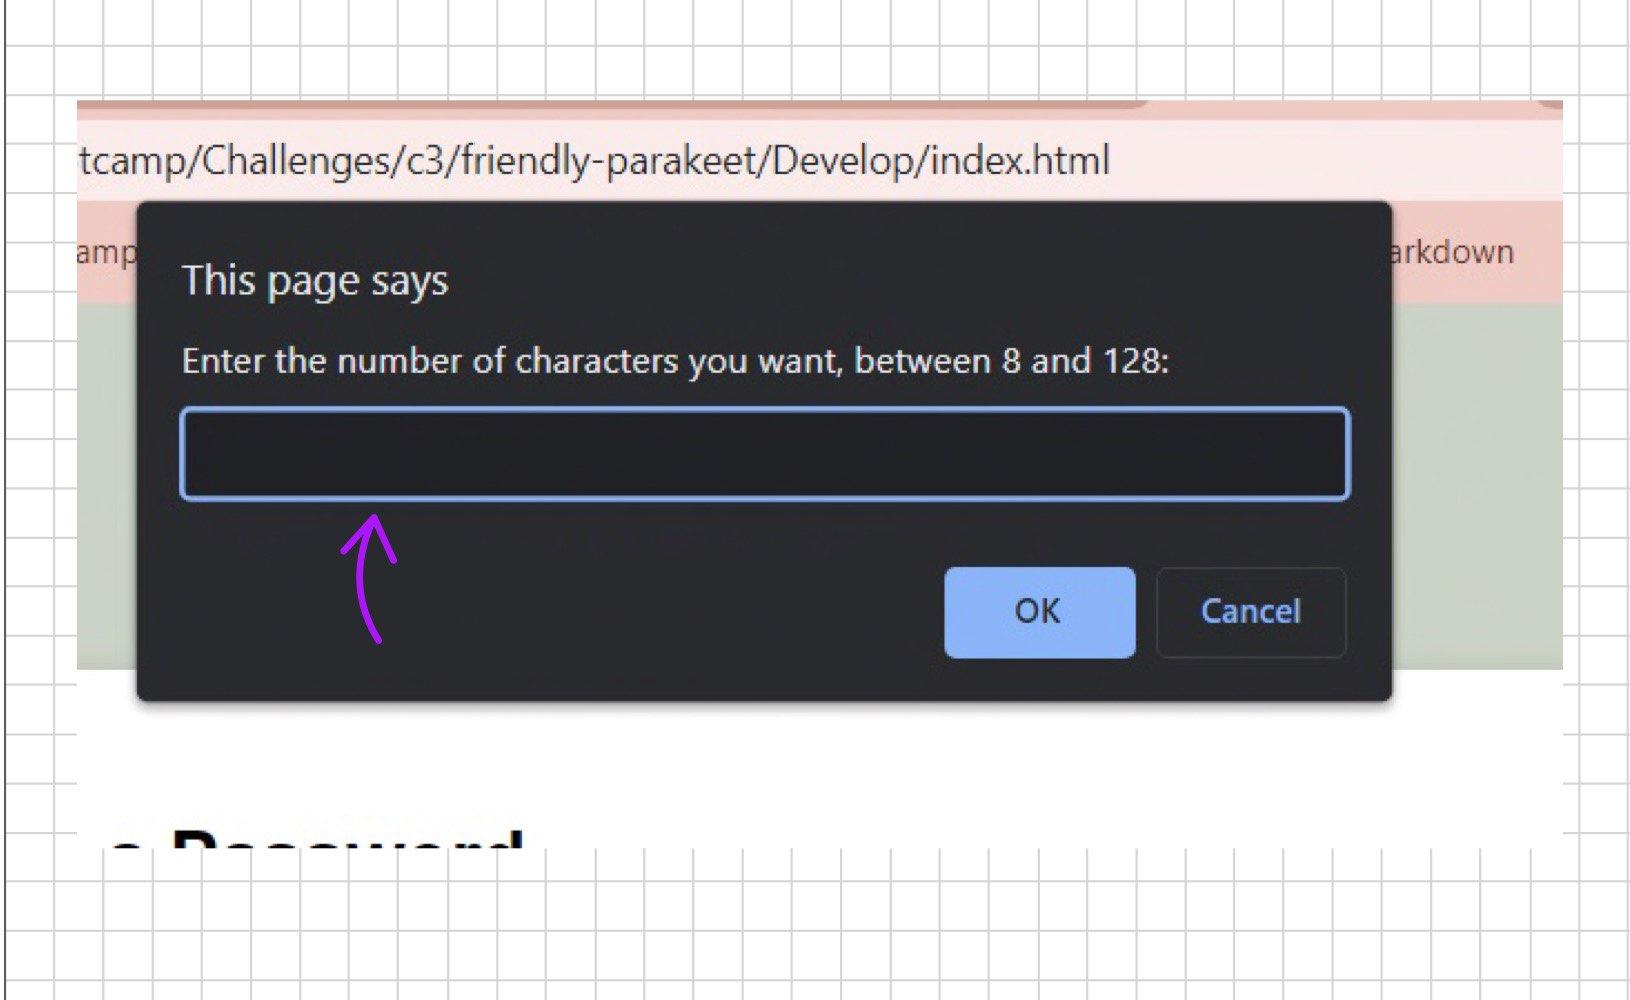 tcamp/Challenges/c3/friendly-parakeet/Develop/index.html
amp
arkdown
This page says
Enter the number of characters you want, between 8 and 128:
OK
Cancel
e Password